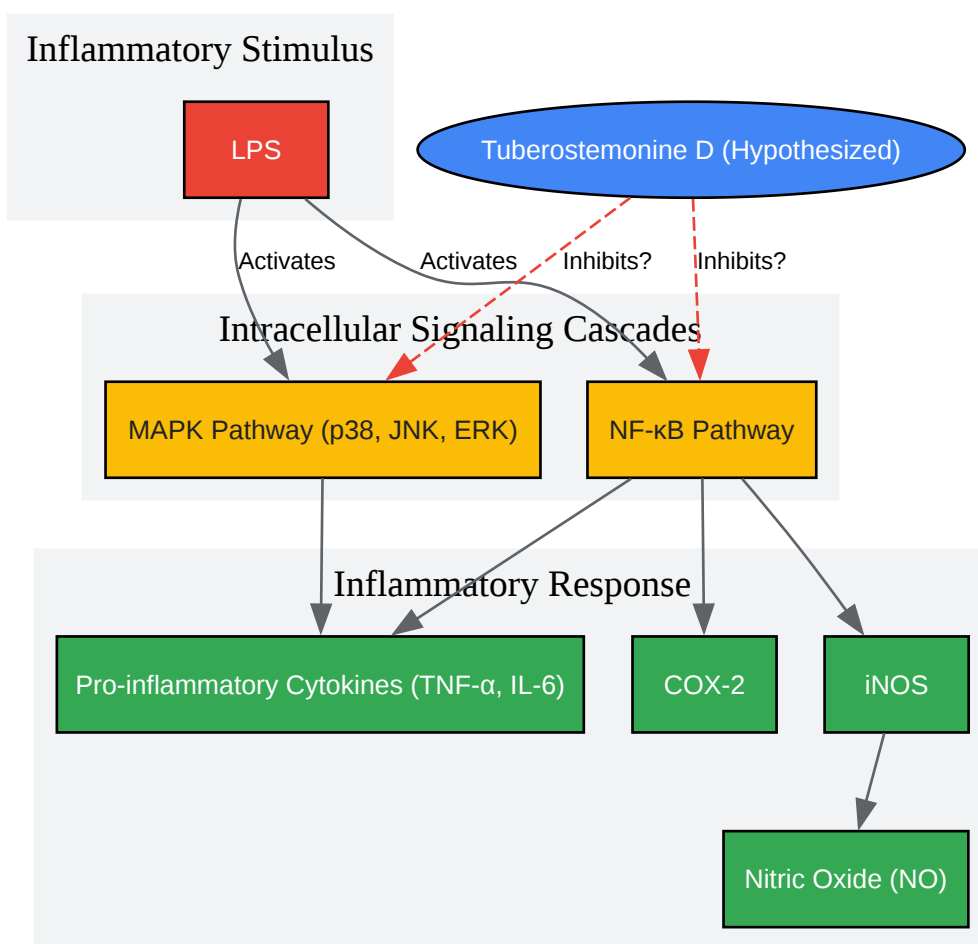 Inflammatory Stimulus
LPS
Tuberostemonine D (Hypothesized)
Activates
Activates
Inhibits?
Inhibits?
Intracellular Signaling Cascades
MAPK Pathway (p38, JNK, ERK)
NF-κB Pathway
Inflammatory Response
Pro-inflammatory Cytokines (TNF-α, IL-6)
COX-2
iNOS
Nitric Oxide (NO)